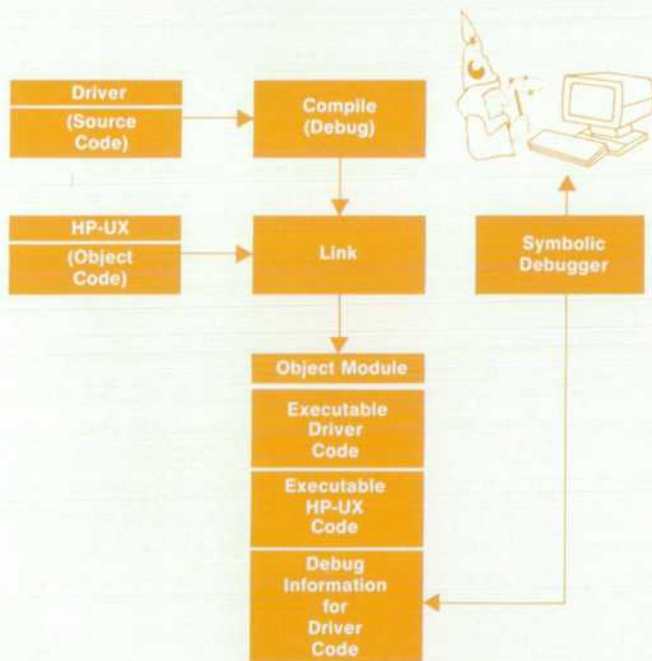 Driver
(Source
Code)
Compile
(Debug)
HP-UX
(Object
Code)
Link
Symbolic
Debugger
Object Module
Executable
Driver
Code
Executable
HP-UX
Code
Debug
Information
for
Driver
Code